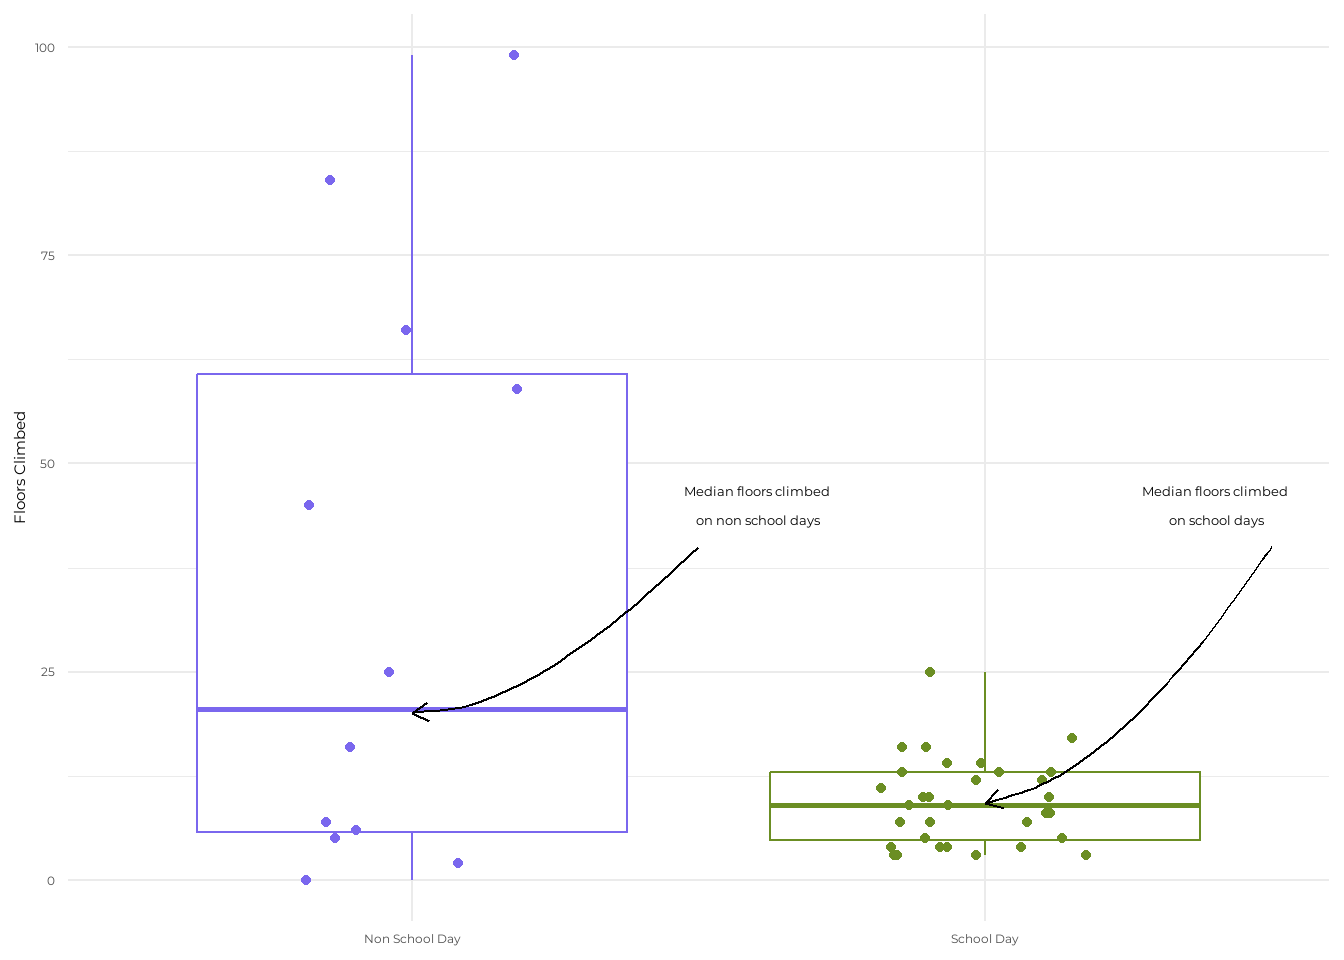 100
75
50
25
0
Floors Climbed
Median floors climbed
on non school days
Median floors climbed
on school days
Non School Day
School Day